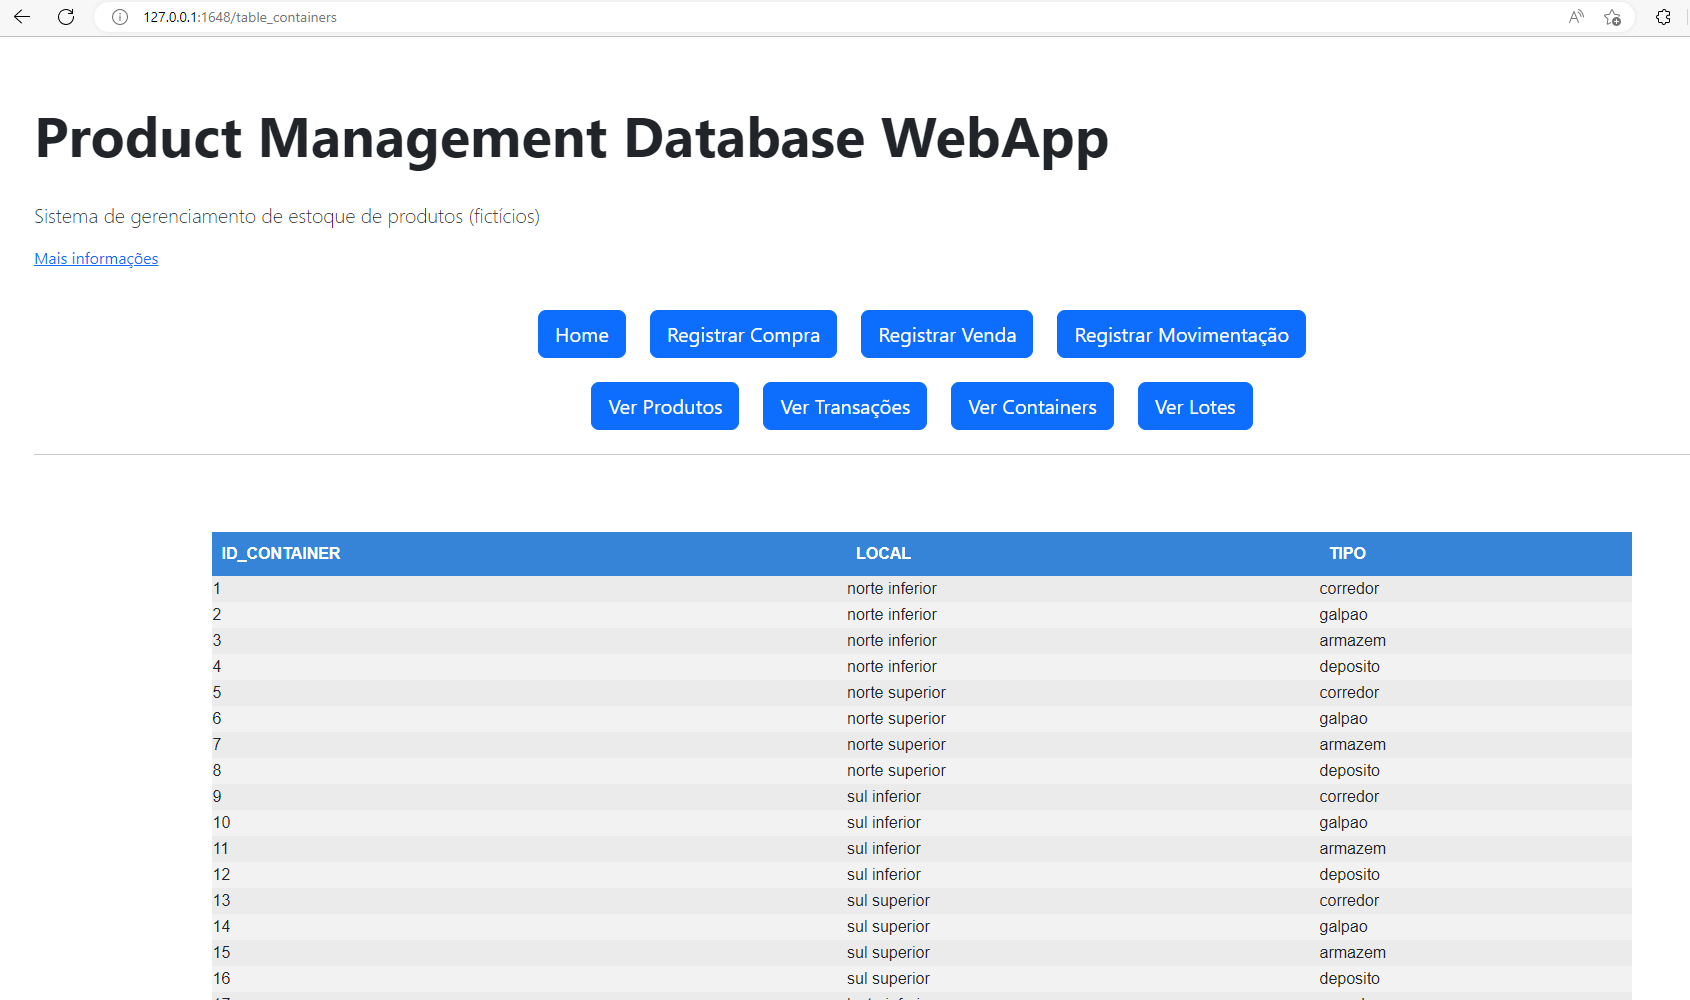 127.0.0.1:1648/table_containers
Product Management Database WebApp
Sistema de gerenciamento de estoque de produtos (fictícios)
Mais informações
Home Registrar Compra Registrar Venda Registrar Movimentação
Ver Produtos Ver Transações Ver Containers Ver Lotes
ID_CONTAINER LOCAL TIPO
1 norte inferior corredor
2 norte inferior galpao
3 norte inferior armazem
4 norte inferior deposito
5 norte superior corredor
6 norte superior galpao
7 norte superior armazem
8 norte superior deposito
9 sul inferior corredor
10 sul inferior galpao
11 sul inferior armazem
12 sul inferior deposito
13 sul superior corredor
14 sul superior galpao
15 sul superior armazem
16 sul superior deposito